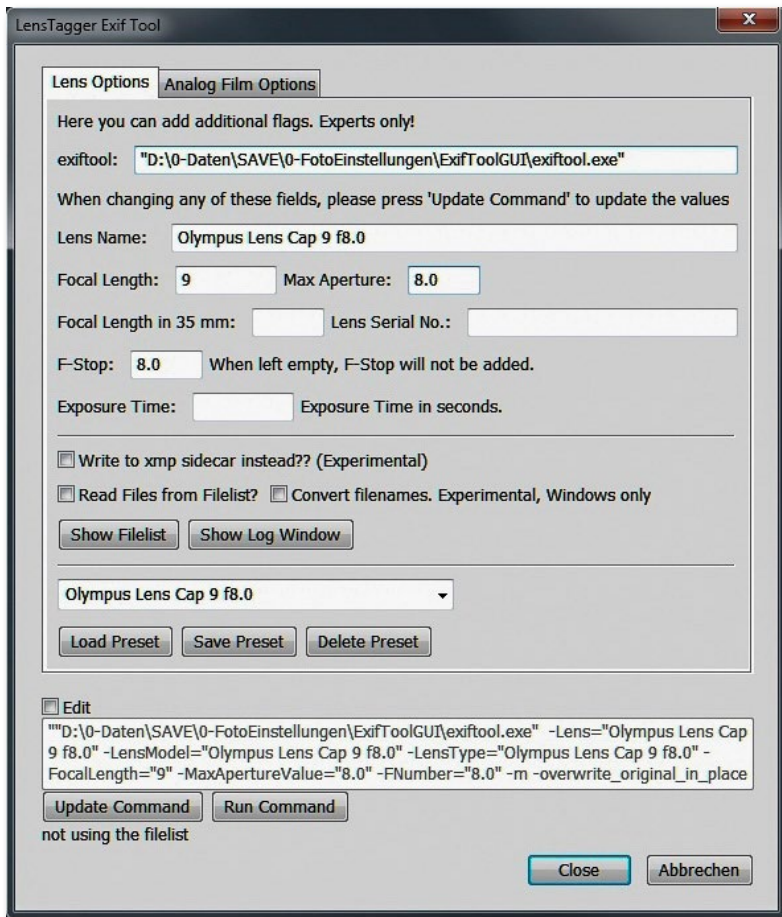 LensTagger Exif Tool
Lens Options
Analog Film Options
Here you can add additional flags. Experts only!
exiftool: "D:\0-Daten\SAVE\0-FotoEinstellungen\ExifToolGUI\exiftool.exe"
When changing any of these fields, please press 'Update Command' to update the values
Lens Name: Olympus Lens Cap 9 f8.0
Focal Length: 9 Max Aperture: 8.0
Focal Length in 35 mm: Lens Serial No.:
F-Stop: 8.0 When left empty, F-Stop will not be added.
Exposure Time: Exposure Time in seconds.
Write to xmp sidecar instead?? (Experimental)
Read Files from Filelist? Convert filenames. Experimental, Windows only
Show Filelist Show Log Window
Olympus Lens Cap 9 f8.0
Load Preset Save Preset Delete Preset
Edit
""D:\0-Daten\SAVE\0-FotoEinstellungen\ExifToolGUI\exiftool.exe" -Lens="Olympus Lens Cap
9 f8.0" -LensModel="Olympus Lens Cap 9 f8.0" -LensType="Olympus Lens Cap 9 f8.0" -
FocalLength="9" -MaxApertureValue="8.0" -FNumber="8.0" -m -overwrite_original_in_place
Update Command Run Command
not using the filelist
Close Abbrechen